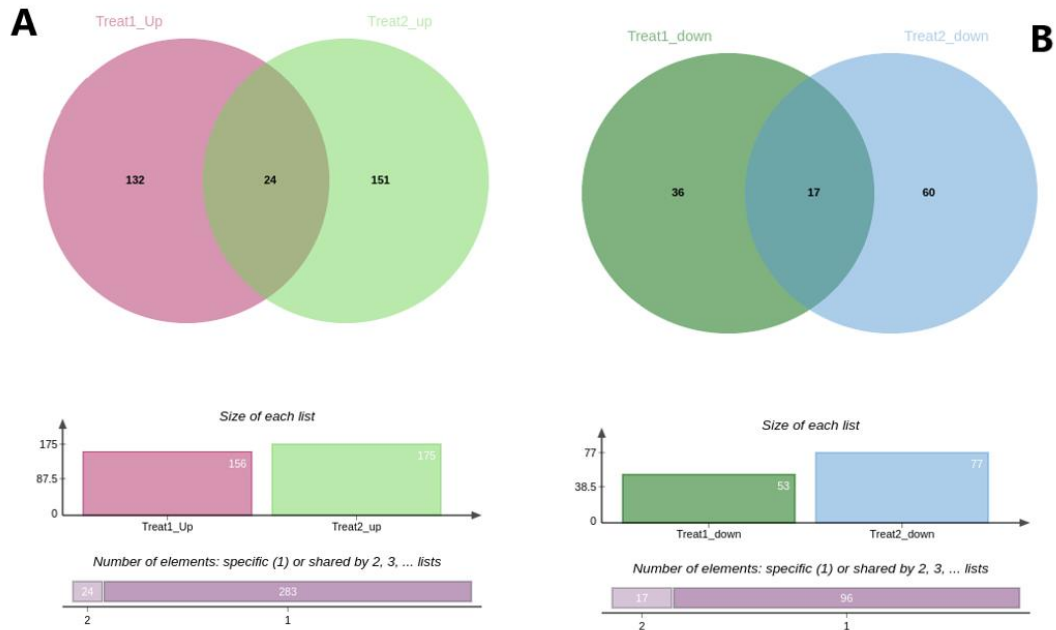 A
Treat1_Up
Treat2_up
132
24
151
Size of each list
175
87.5
0
156
175
Treat1_Up
Treat2_up
Number of elements: specific (1) or shared by 2, 3, ... lists
24
283
2
1
B
Treat1_down
Treat2_down
36
17
60
Size of each list
77
38.5
0
53
77
Treat1_down
Treat2_down
Number of elements: specific (1) or shared by 2, 3, ... lists
17
96
2
1